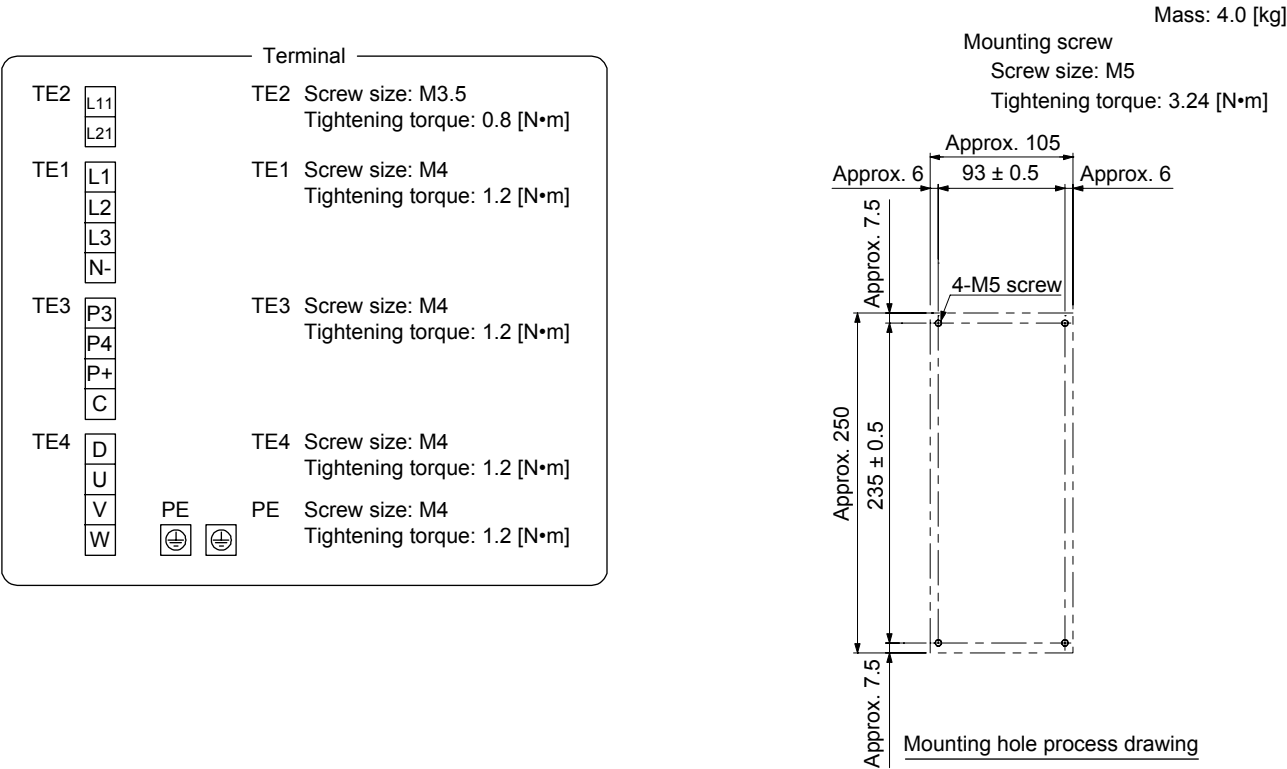 Mass: 4.0 [kg]
Mounting screw
Screw size: M5
Tightening torque: 3.24 [N•m]
Terminal
TE2
L11
L21
TE2 Screw size: M3.5
Tightening torque: 0.8 [N•m]
TE1
L1
L2
L3
N-
TE1 Screw size: M4
Tightening torque: 1.2 [N•m]
TE3
P3
P4
P+
C
TE3 Screw size: M4
Tightening torque: 1.2 [N•m]
TE4
D
U
V
W
TE4 Screw size: M4
Tightening torque: 1.2 [N•m]
PE
PE Screw size: M4
Tightening torque: 1.2 [N•m]
Approx. 105
Approx. 6
93 ± 0.5
Approx. 6
Approx. 7.5
4-M5 screw
Approx. 250
235 ± 0.5
Approx. 7.5
Mounting hole process drawing